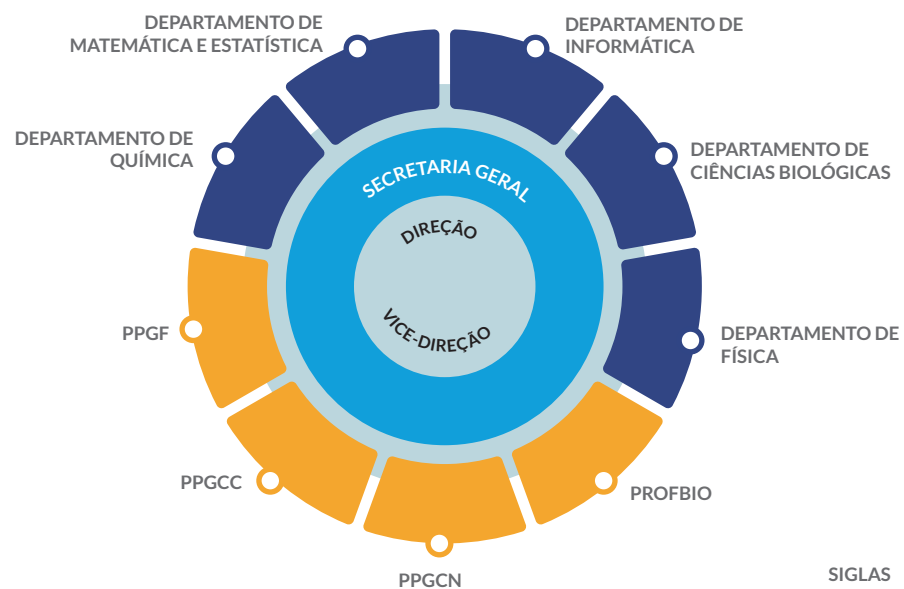 DEPARTAMENTO DE
MATEMÁTICA E ESTATÍSTICA
DEPARTAMENTO DE
INFORMÁTICA
DEPARTAMENTO DE
QUÍMICA
DEPARTAMENTO DE
CIÊNCIAS BIOLÓGICAS
SECRETARIA GERAL
DIREÇÃO
VICE-DIREÇÃO
PPGF
DEPARTAMENTO DE
FÍSICA
PPGCC
PROFBIO
PPGCN
SIGLAS